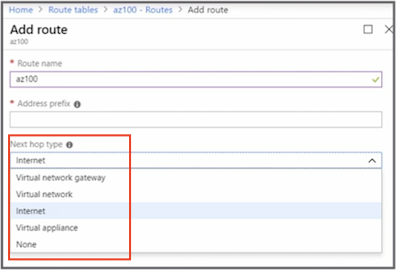 Home > Route tables > az100 - Routes > Add route
Add route
az100
* Route name
az100
* Address prefix
Next hop type
Internet
Virtual network gateway
Virtual network
Internet
Virtual appliance
None